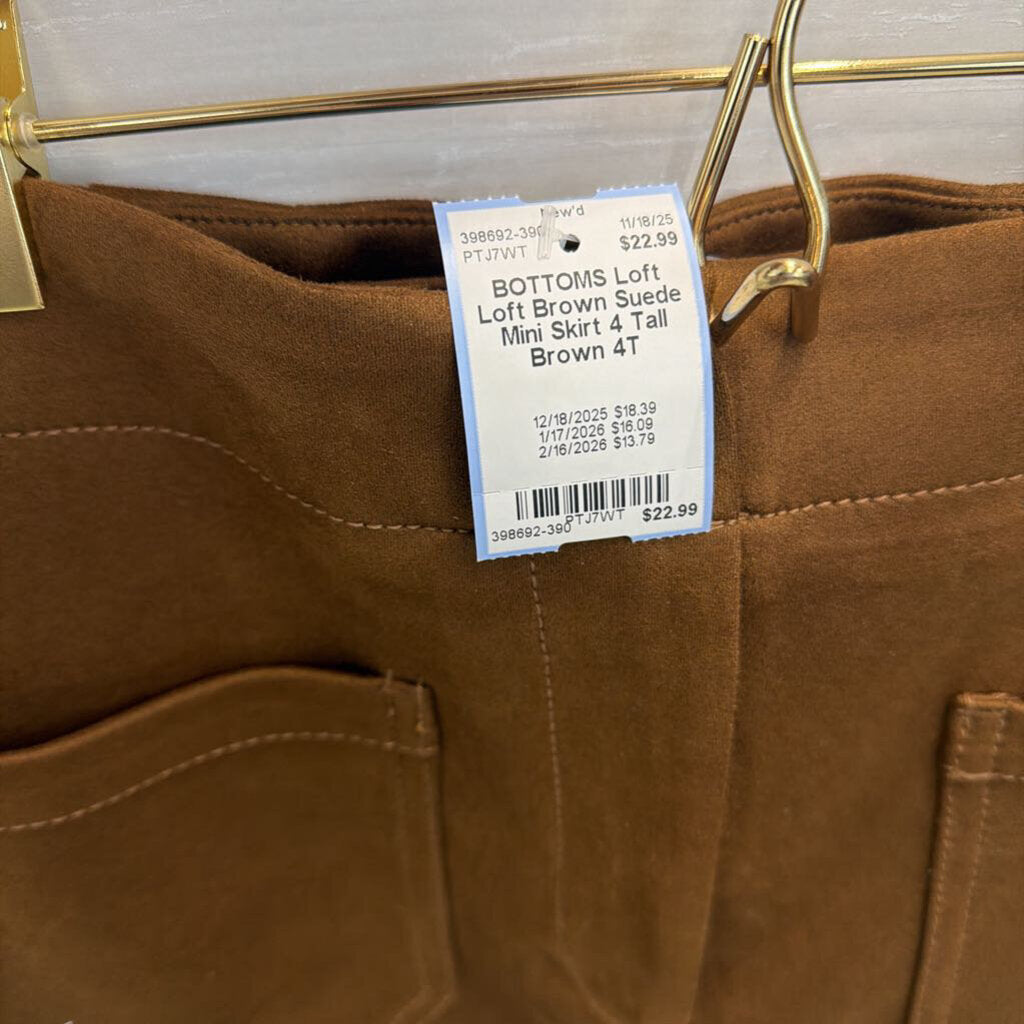 398692-390
PTJ7WT
11/18/25
$22.99
BOTTOMS Loft
Loft Brown Suede
Mini Skirt 4 Tall
Brown 4T
12/18/2025 $18.39
1/17/2026 $16.09
2/16/2026 $13.79
PTJ7WT
398692-390
$22.99